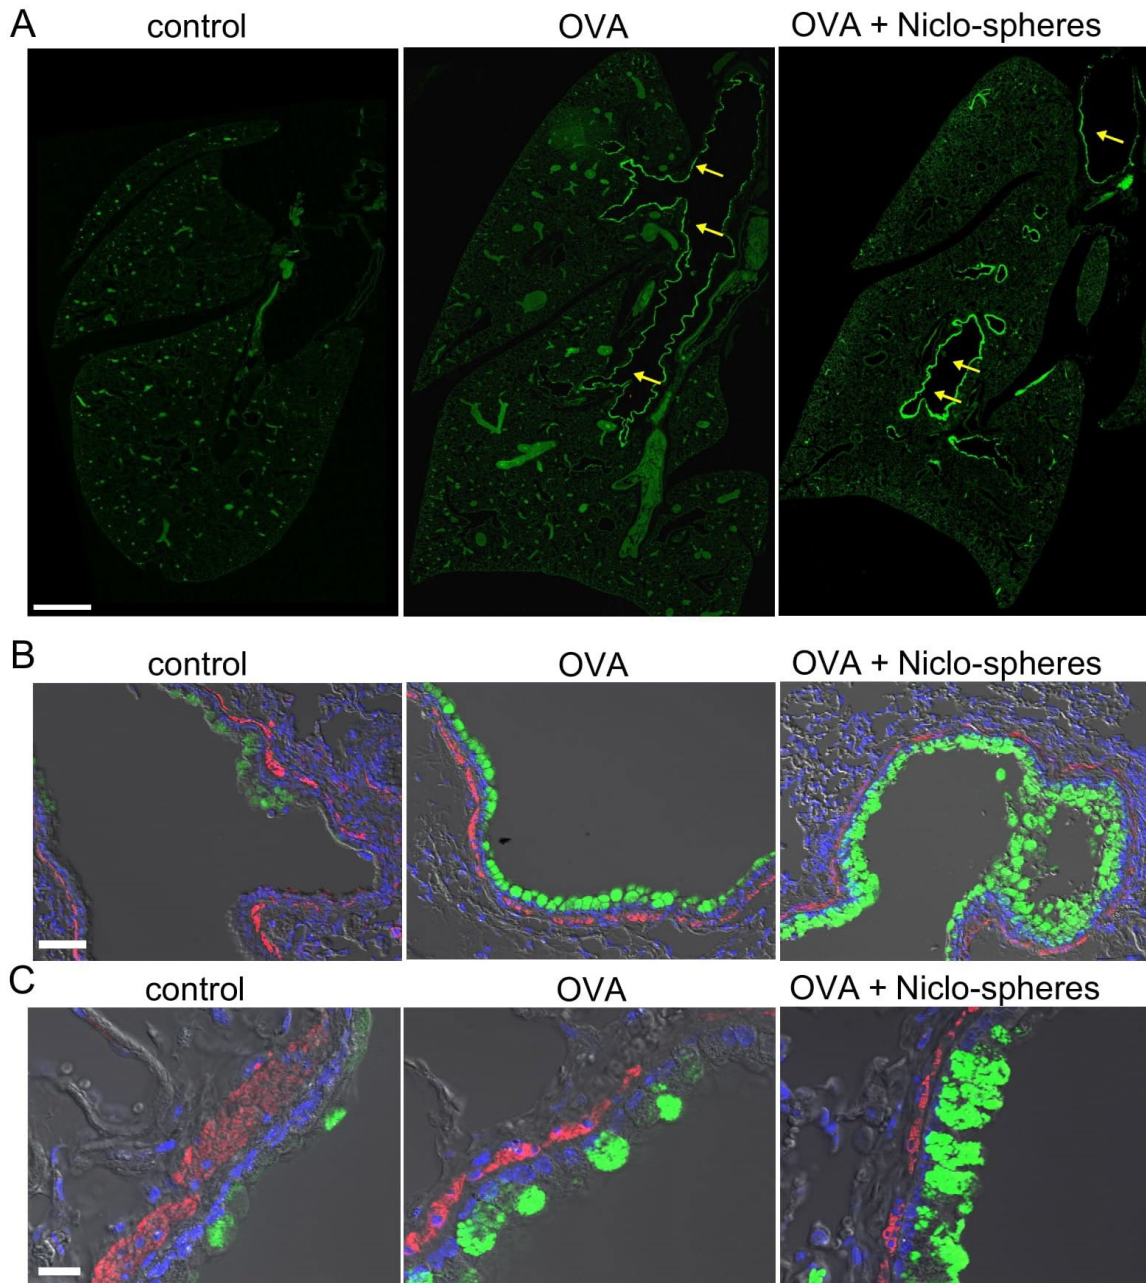 A
control OVA OVA + Niclo-spheres
B
control OVA OVA + Niclo-spheres
C
control OVA OVA + Niclo-spheres